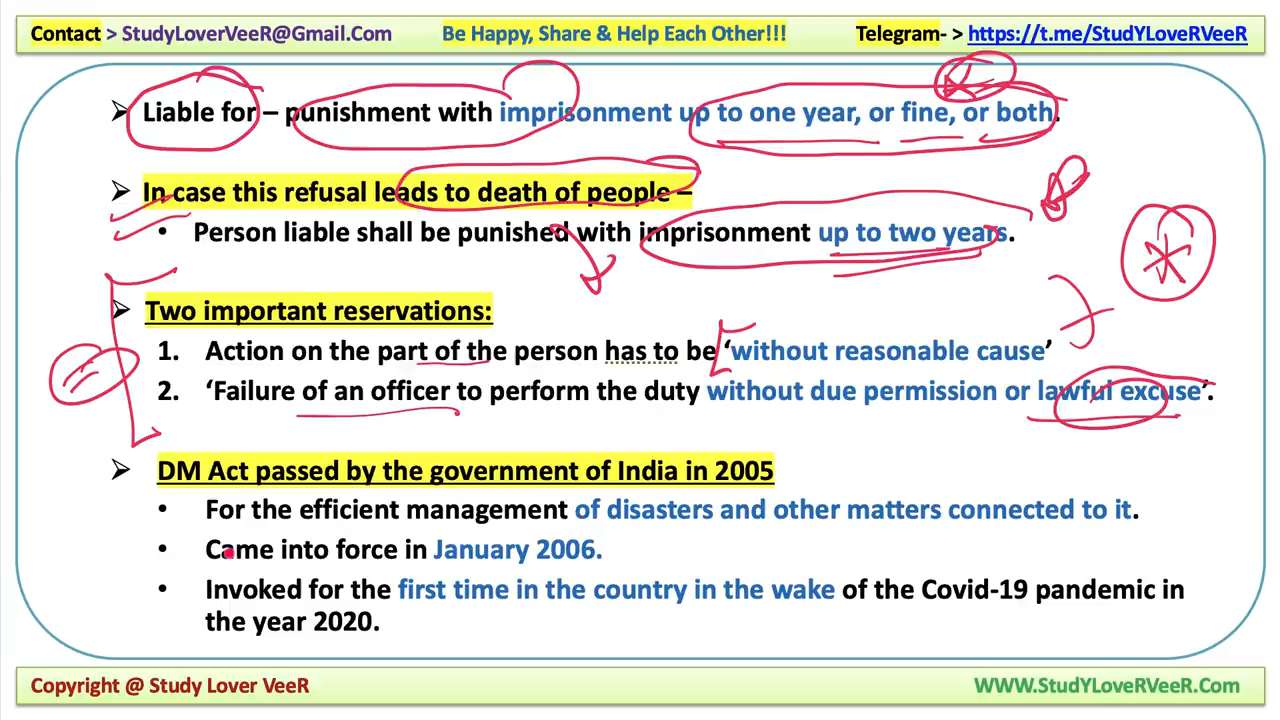 Contact > StudyLoverVeeR@Gmail.Com Be Happy, Share & Help Each Other!!! Telegram- > https://t.me/StudYLoveRVeeR
➤ Liable for – punishment with imprisonment up to one year, or fine, or both.
➤ In case this refusal leads to death of people –
• Person liable shall be punished with imprisonment up to two years.
➤ Two important reservations:
1. Action on the part of the person has to be ‘without reasonable cause’
2. ‘Failure of an officer to perform the duty without due permission or lawful excuse’.
➤ DM Act passed by the government of India in 2005
• For the efficient management of disasters and other matters connected to it.
• Came into force in January 2006.
• Invoked for the first time in the country in the wake of the Covid-19 pandemic in
the year 2020.
Copyright @ Study Lover VeeR WWW.StudYLoveRVeeR.Com